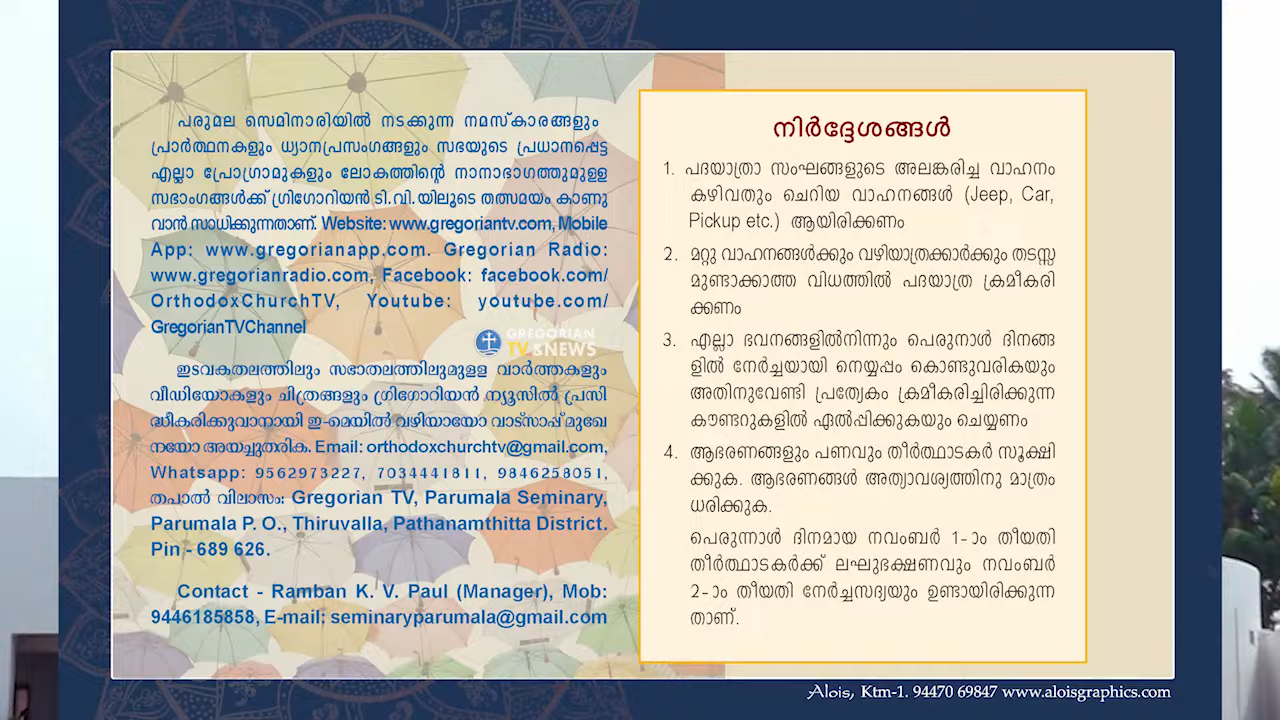 പരുമല സെമിനാരിയിൽ നടക്കുന്ന നമസ്കാരങ്ങളും
പ്രാർത്ഥനകളും ധ്യാനപ്രസംഗങ്ങളും സഭയുടെ പ്രധാനപ്പെട്ട
എല്ലാ പ്രോഗ്രാമുകളും ലോകത്തിന്റെ നാനാഭാഗത്തുമുളള
സഭാംഗങ്ങൾക്ക് ഗ്രിഗോറിയൻ ടി.വി.യിലൂടെ തത്സമയം കാണു
വാൻ സാധിക്കുന്നതാണ്. Website: www.gregoriantv.com, Mobile
App: www.gregorianapp.com. Gregorian Radio:
www.gregorianradio.com, Facebook: facebook.com/
OrthodoxChurchTV, Youtube: youtube.com/
GregorianTVChannel
GREGORIAN
TV &NEWS
ഇടവകതലത്തിലും സഭാതലത്തിലുമുളള വാർത്തകളും
വീഡിയോകളും ചിത്രങ്ങളും ഗ്രിഗോറിയൻ ന്യൂസിൽ പ്രസി
ദ്ധീകരിക്കുവാനായി ഇ-മെയിൽ വഴിയായോ വാട്സാപ്പ് മുഖേ
നയോ അയച്ചുതരിക. Email: orthodoxchurchtv@gmail.com,
Whatsapp: 9562973227, 7034441811, 9846258051,
തപാൽ വിലാസം: Gregorian TV, Parumala Seminary,
Parumala P. O., Thiruvalla, Pathanamthitta District.
Pin - 689 626.
Contact - Ramban K. V. Paul (Manager), Mob:
9446185858, E-mail: seminaryparumala@gmail.com
നിർദ്ദേശങ്ങൾ
1. പദയാത്രാ സംഘങ്ങളുടെ അലങ്കരിച്ച വാഹനം
കഴിവതും ചെറിയ വാഹനങ്ങൾ (Jeep, Car,
Pickup etc.) ആയിരിക്കണം
2. മറ്റു വാഹനങ്ങൾക്കും വഴിയാത്രക്കാർക്കും തടസ്സ
മുണ്ടാക്കാത്ത വിധത്തിൽ പദയാത്ര ക്രമീകരി
ക്കണം
3. എല്ലാ ഭവനങ്ങളിൽനിന്നും പെരുനാൾ ദിനങ്ങ
ളിൽ നേർച്ചയായി നെയ്യപ്പം കൊണ്ടുവരികയും
അതിനുവേണ്ടി പ്രത്യേകം ക്രമീകരിച്ചിരിക്കുന്ന
കൗണ്ടറുകളിൽ ഏൽപ്പിക്കുകയും ചെയ്യണം
4. ആഭരണങ്ങളും പണവും തീർത്ഥാടകർ സൂക്ഷി
ക്കുക. ആഭരണങ്ങൾ അത്യാവശ്യത്തിനു മാത്രം
ധരിക്കുക.
പെരുന്നാൾ ദിനമായ നവംബർ 1-ാം തീയതി
തീർത്ഥാടകർക്ക് ലഘുഭക്ഷണവും നവംബർ
2-ാം തീയതി നേർച്ചസദ്യയും ഉണ്ടായിരിക്കുന്ന
താണ്.
Alois, Ktm-1. 94470 69847 www.aloisgraphics.com